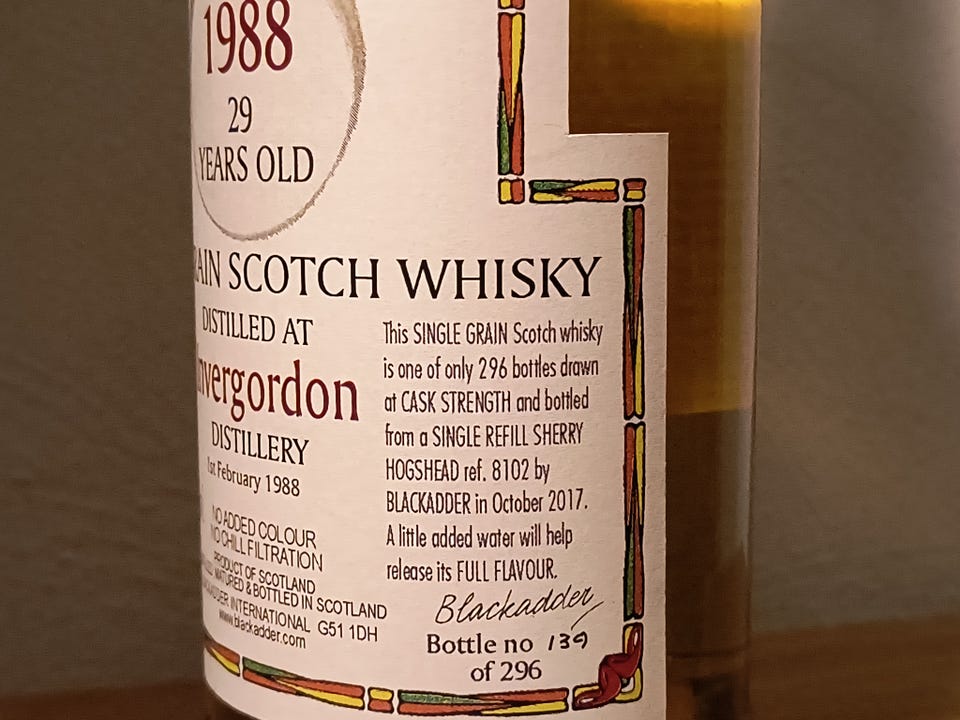 1988
29
YEARS OLD
RAIN SCOTCH WHISKY
DISTILLED AT
Invergordon
DISTILLERY
1st February 1988
NO ADDED COLOUR
NO CHILL FILTRATION
PRODUCT OF SCOTLAND
MATURED & BOTTLED IN SCOTLAND
INTERNATIONAL G51 1DH
www.blackadder.com
This SINGLE GRAIN Scotch whisky
is one of only 296 bottles drawn
at CASK STRENGTH and bottled
from a SINGLE REFILL SHERRY
HOGSHEAD ref. 8102 by
BLACKADDER in October 2017.
A little added water will help
release its FULL FLAVOUR.
Blackadder
Bottle no 139
of 296